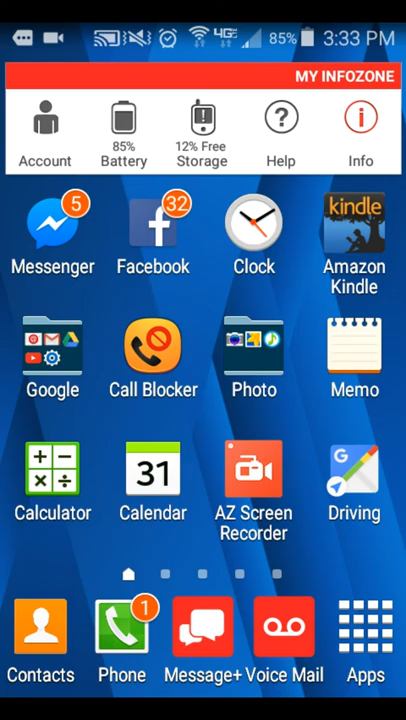 4G LTE 85% 3:33 PM
MY INFOZONE
Account
85%
Battery
12% Free
Storage
?
Help
i
Info
5
Messenger
32
f
Facebook
Clock
kindle
Amazon
Kindle
Google
Call Blocker
Photo
Memo
Calculator
31
Calendar
AZ Screen
Recorder
G
Driving
Contacts
1
Phone
Message+
Voice Mail
Apps